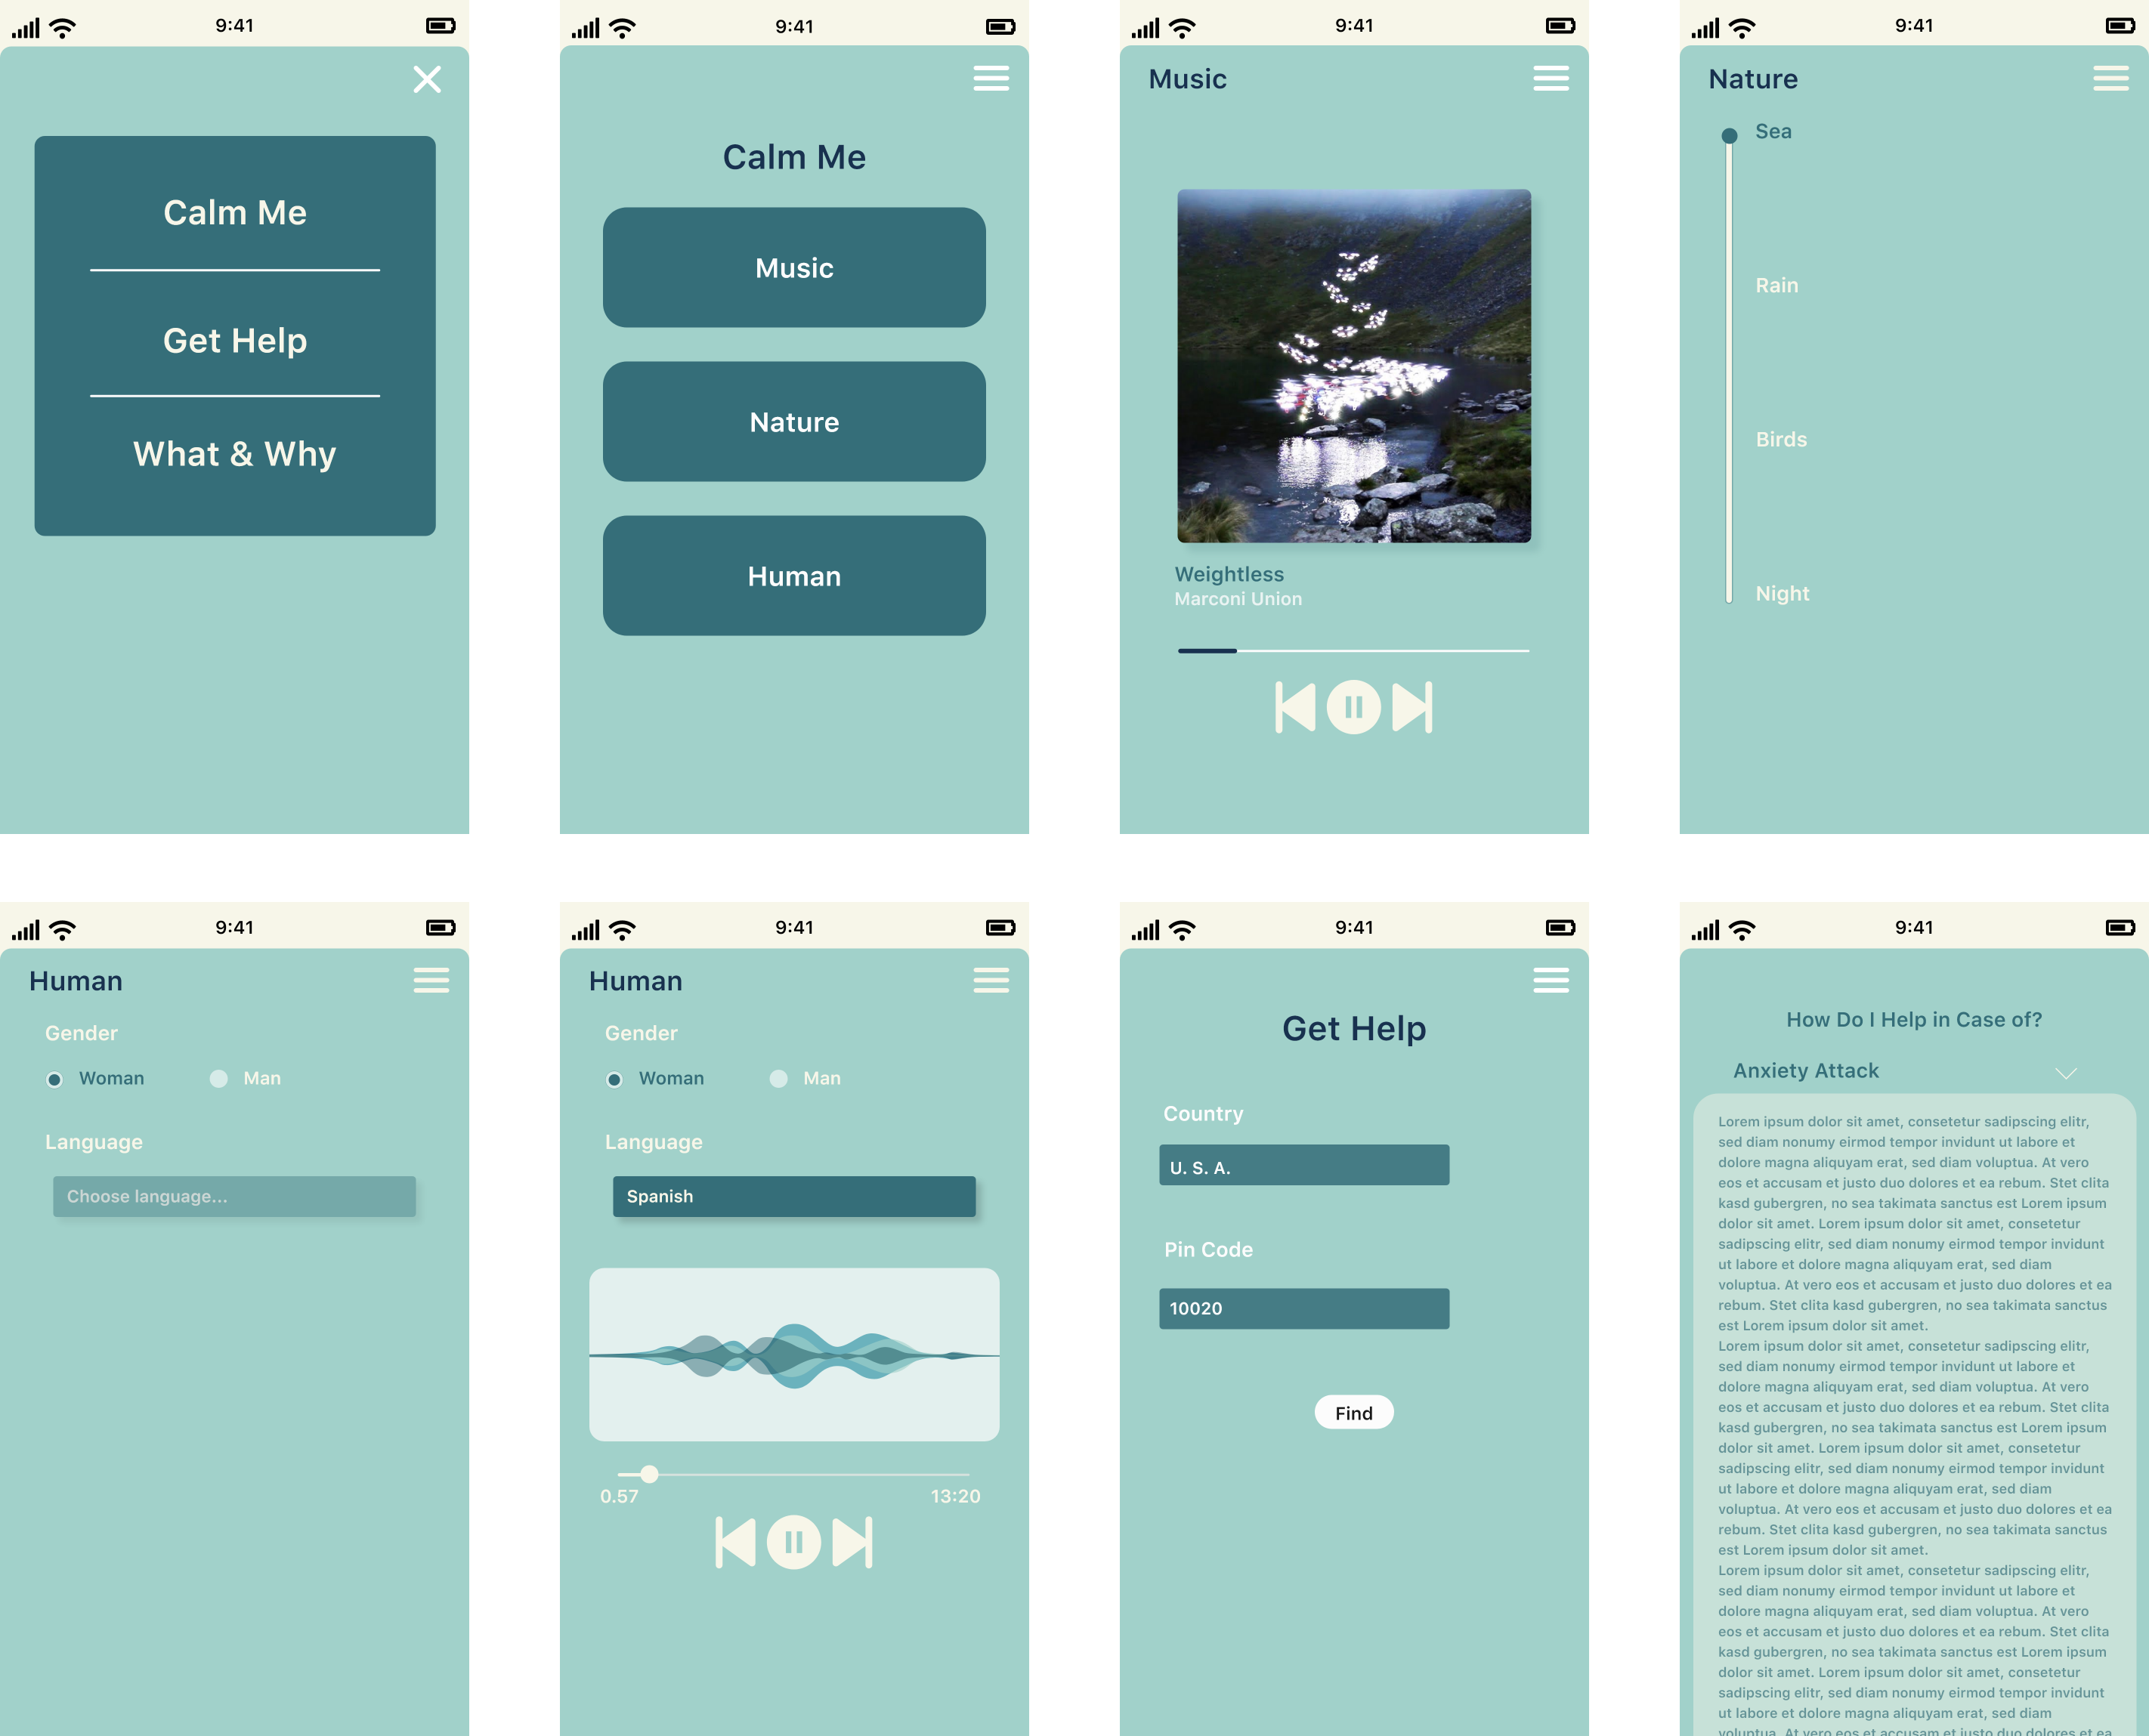 9:41
Calm Me
Get Help
What & Why
9:41
Calm Me
Music
Nature
Human
9:41
Music
Weightless
Marconi Union
9:41
Nature
Sea
Rain
Birds
Night
9:41
Human
Gender
Woman Man
Language
Choose language...
9:41
Human
Gender
Woman Man
Language
Spanish
0.57 13:20
9:41
Get Help
Country
U. S. A.
Pin Code
10020
Find
9:41
How Do I Help in Case of?
Anxiety Attack
Lorem ipsum dolor sit amet, consetetur sadipscing elitr,
sed diam nonumy eirmod tempor invidunt ut labore et
dolore magna aliquyam erat, sed diam voluptua. At vero
eos et accusam et justo duo dolores et ea rebum. Stet clita
kasd gubergren, no sea takimata sanctus est Lorem ipsum
dolor sit amet. Lorem ipsum dolor sit amet, consetetur
sadipscing elitr, sed diam nonumy eirmod tempor invidunt
ut labore et dolore magna aliquyam erat, sed diam
voluptua. At vero eos et accusam et justo duo dolores et ea
rebum. Stet clita kasd gubergren, no sea takimata sanctus
est Lorem ipsum dolor sit amet.
Lorem ipsum dolor sit amet, consetetur sadipscing elitr,
sed diam nonumy eirmod tempor invidunt ut labore et
dolore magna aliquyam erat, sed diam voluptua. At vero
eos et accusam et justo duo dolores et ea rebum. Stet clita
kasd gubergren, no sea takimata sanctus est Lorem ipsum
dolor sit amet. Lorem ipsum dolor sit amet, consetetur
sadipscing elitr, sed diam nonumy eirmod tempor invidunt
ut labore et dolore magna aliquyam erat, sed diam
voluptua. At vero eos et accusam et justo duo dolores et ea
rebum. Stet clita kasd gubergren, no sea takimata sanctus
est Lorem ipsum dolor sit amet.
Lorem ipsum dolor sit amet, consetetur sadipscing elitr,
sed diam nonumy eirmod tempor invidunt ut labore et
dolore magna aliquyam erat, sed diam voluptua. At vero
eos et accusam et justo duo dolores et ea rebum. Stet clita
kasd gubergren, no sea takimata sanctus est Lorem ipsum
dolor sit amet. Lorem ipsum dolor sit amet, consetetur
sadipscing elitr, sed diam nonumy eirmod tempor invidunt
ut labore et dolore magna aliquyam erat, sed diam
voluptua. At vero eos et accusam et justo duo dolores et ea